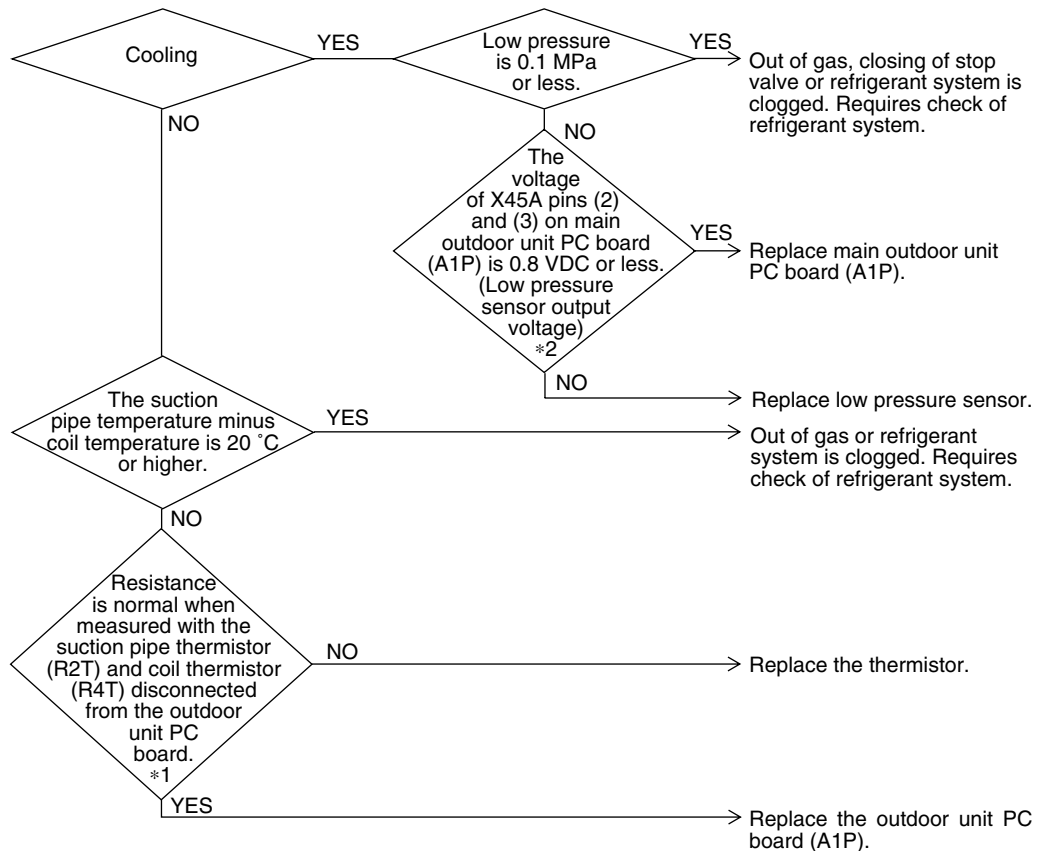 Cooling
YES
Low pressure
is 0.1 MPa
or less.
YES
Out of gas, closing of stop
valve or refrigerant system is
clogged. Requires check of
refrigerant system.
NO
NO
The
voltage
of X45A pins (2)
and (3) on main
outdoor unit PC board
(A1P) is 0.8 VDC or less.
(Low pressure
sensor output
voltage)
*2
YES
Replace main outdoor unit
PC board (A1P).
NO
Replace low pressure sensor.
The suction
pipe temperature minus
coil temperature is 20 ˚C
or higher.
YES
Out of gas or refrigerant
system is clogged. Requires
check of refrigerant system.
NO
Resistance
is normal when
measured with the
suction pipe thermistor
(R2T) and coil thermistor
(R4T) disconnected
from the outdoor
unit PC
board.
*1
NO
Replace the thermistor.
YES
Replace the outdoor unit PC
board (A1P).